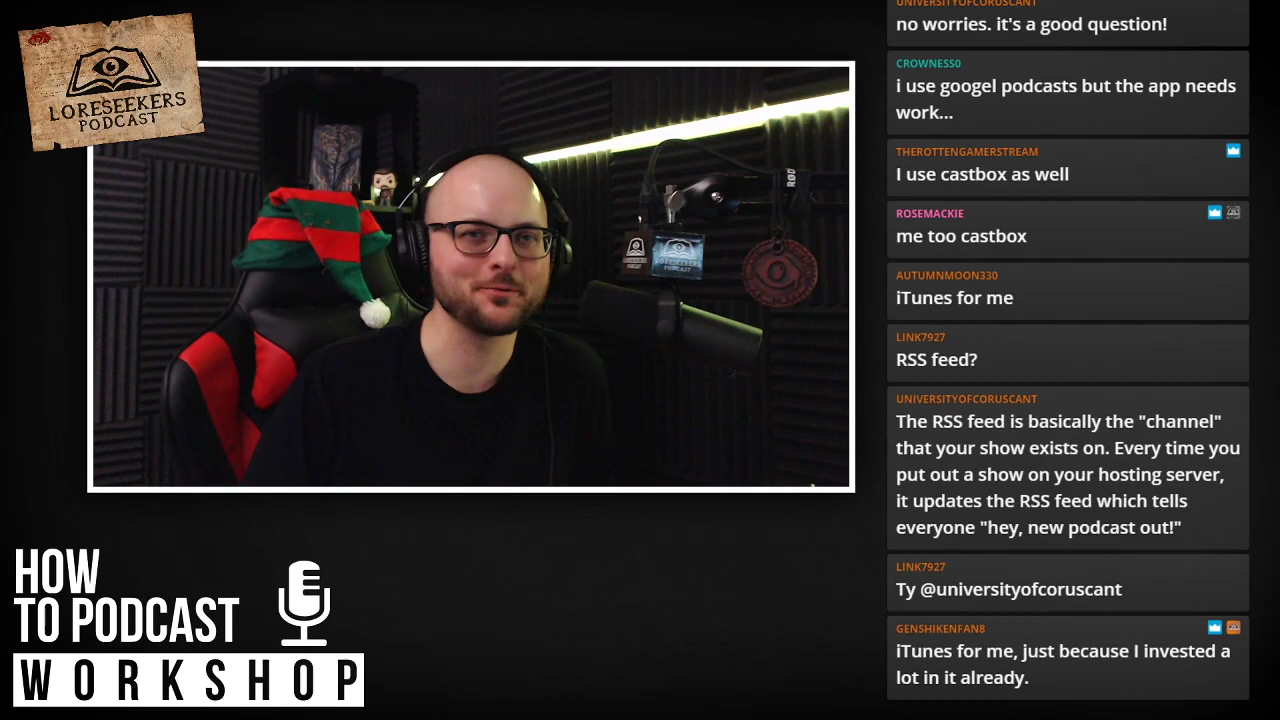 LORESEEKERS
PODCAST
RØD
LORESEEKERS
PODCAST
HOW
TO PODCAST
WORKSHOP
UNIVERSITYOFCORUSCANT
no worries. it's a good question!
CROWNESS0
i use googel podcasts but the app needs
work...
THEROTTENGAMERSTREAM
I use castbox as well
ROSEMACKIE
me too castbox
AUTUMNMOON330
iTunes for me
LINK7927
RSS feed?
UNIVERSITYOFCORUSCANT
The RSS feed is basically the "channel"
that your show exists on. Every time you
put out a show on your hosting server,
it updates the RSS feed which tells
everyone "hey, new podcast out!"
LINK7927
Ty @universityofcoruscant
GENSHIKENFAN8
iTunes for me, just because I invested a
lot in it already.